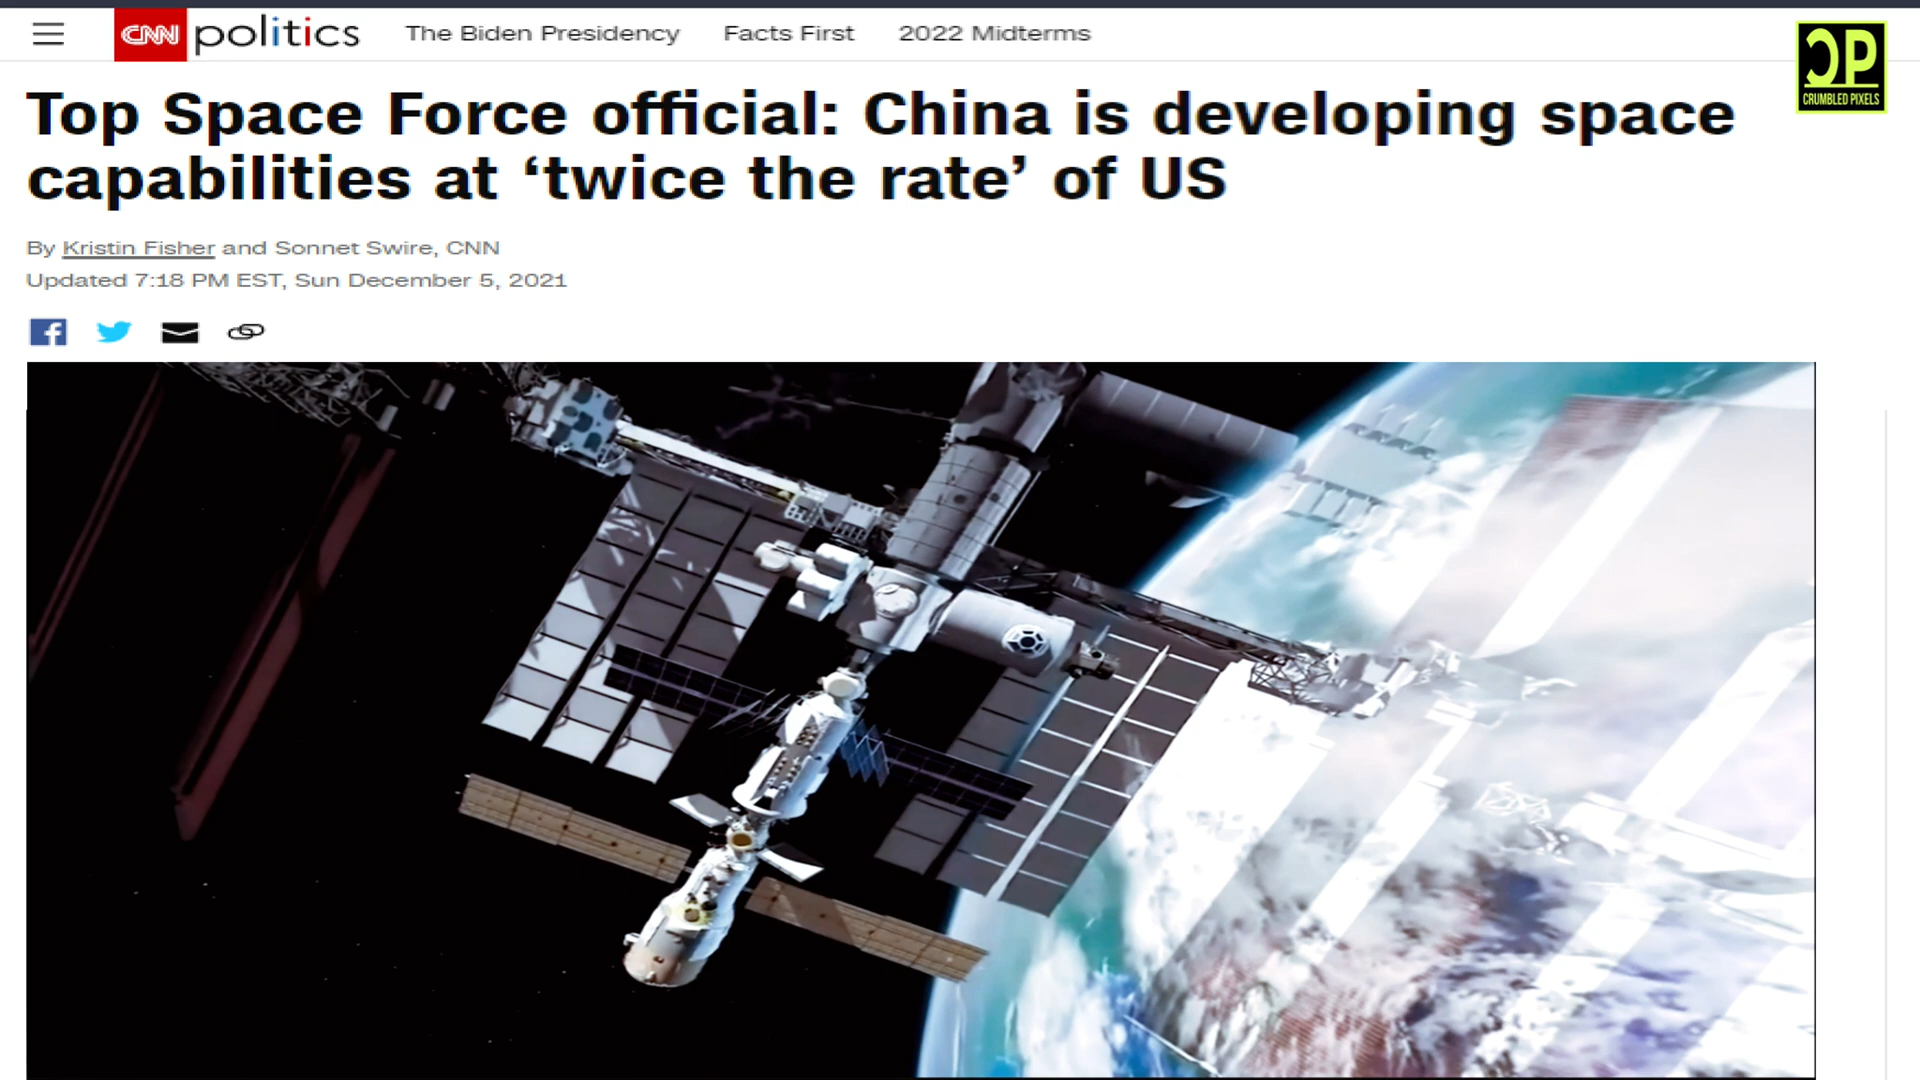 CNN politics The Biden Presidency Facts First 2022 Midterms
CP
CRUMBLED PIXELS
Top Space Force official: China is developing space
capabilities at ‘twice the rate’ of US
By Kristin Fisher and Sonnet Swire, CNN
Updated 7:18 PM EST, Sun December 5, 2021